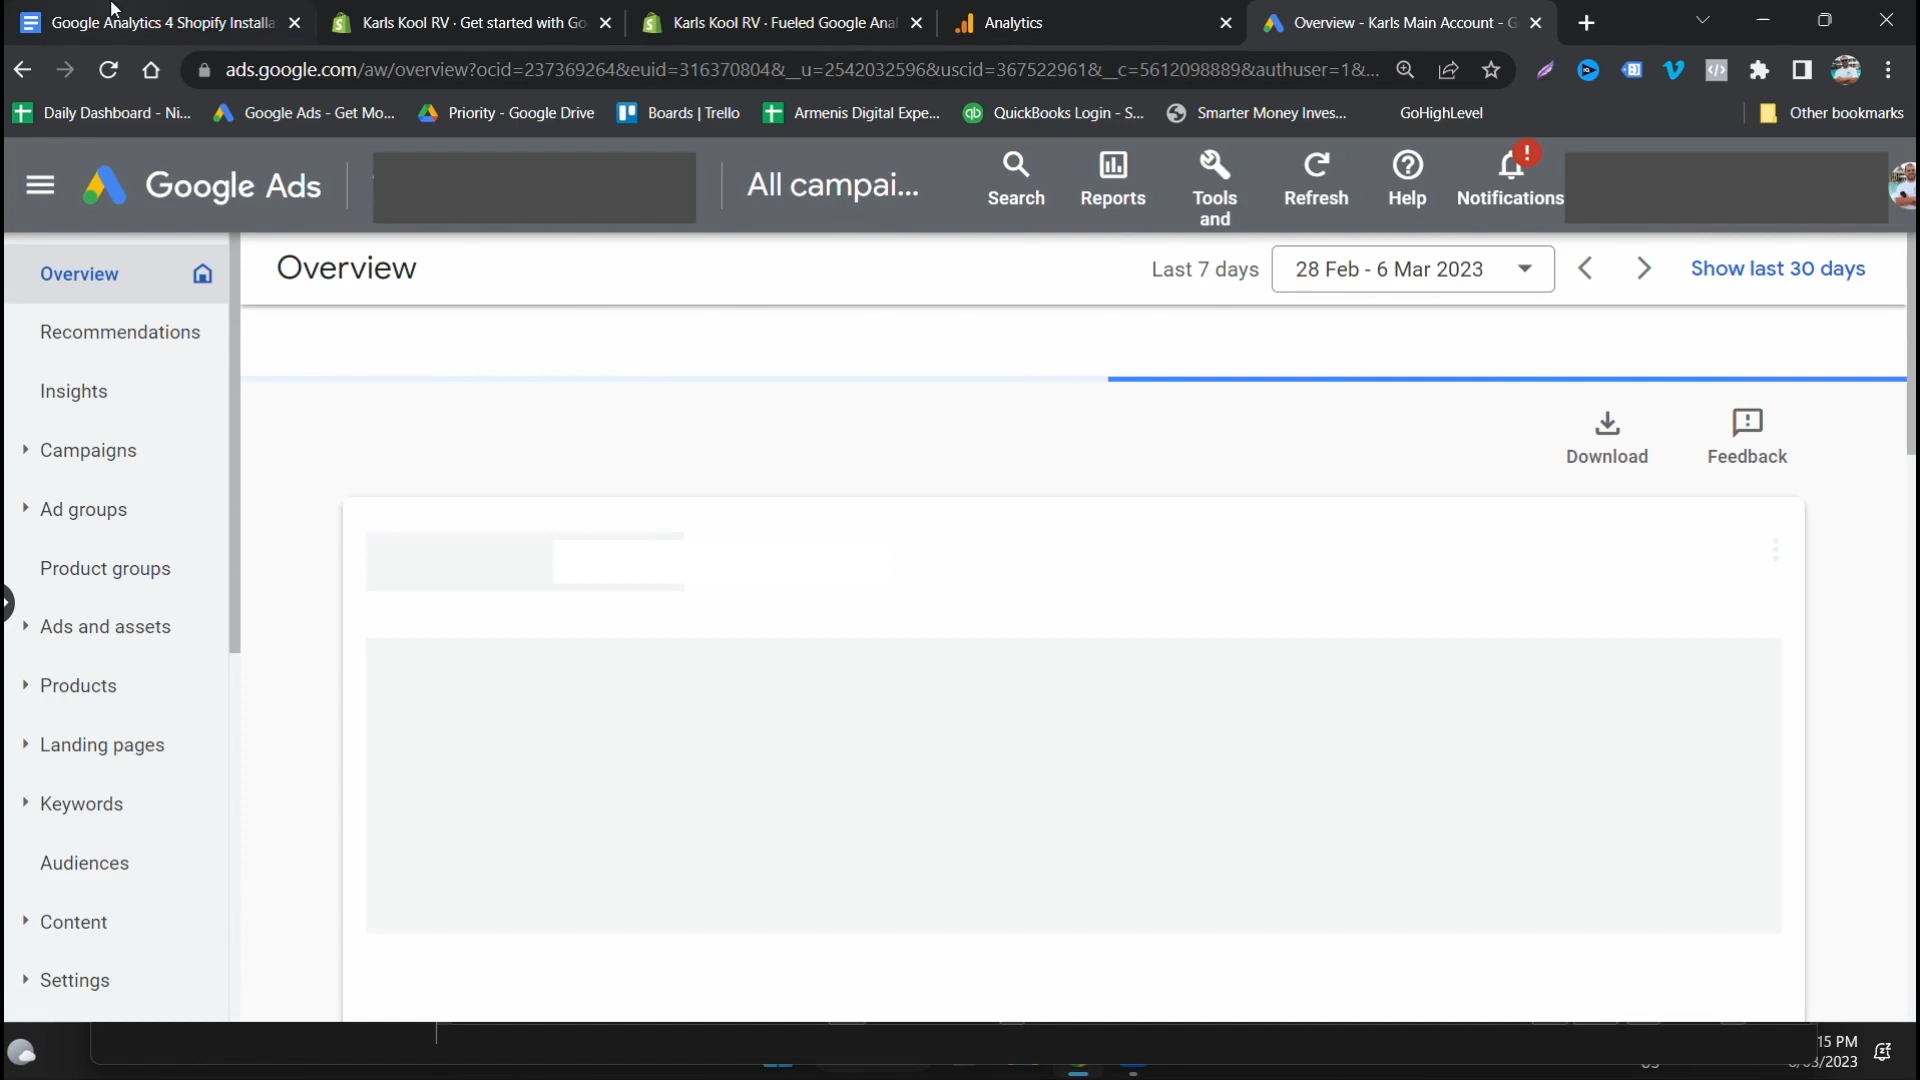 Google Analytics 4 Shopify Installa
Karls Kool RV · Get started with Go
Karls Kool RV · Fueled Google Anal
Analytics
Overview - Karls Main Account - G
ads.google.com/aw/overview?ocid=237369264&euid=316370804&__u=2542032596&uscid=367522961&__c=5612098889&authuser=1&...
Daily Dashboard - Ni...
Google Ads - Get Mo...
Priority - Google Drive
Boards | Trello
Armenis Digital Expe...
QuickBooks Login - S...
Smarter Money Inves...
GoHighLevel
Other bookmarks
Google Ads
All campai...
Search
Reports
Tools
and
Refresh
Help
Notifications
Overview
Overview
Last 7 days
28 Feb - 6 Mar 2023
Show last 30 days
Recommendations
Insights
Campaigns
Ad groups
Product groups
Ads and assets
Products
Landing pages
Keywords
Audiences
Content
Settings
Download
Feedback
15 PM
/2023